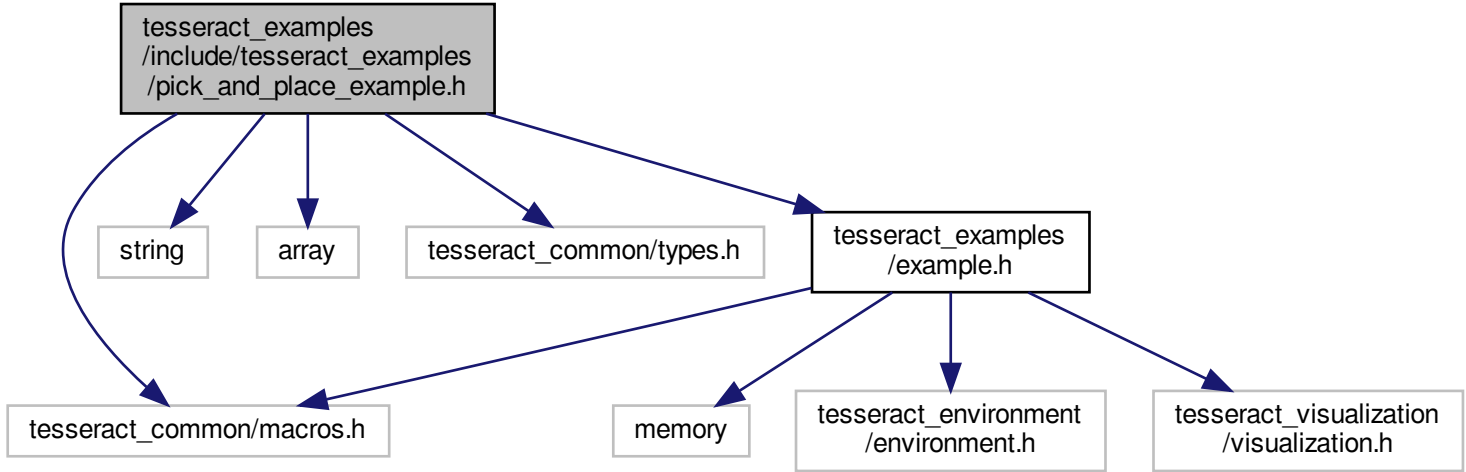 tesseract_examples
/include/tesseract_examples
/pick_and_place_example.h
string
array
tesseract_common/types.h
tesseract_examples
/example.h
tesseract_common/macros.h
memory
tesseract_environment
/environment.h
tesseract_visualization
/visualization.h